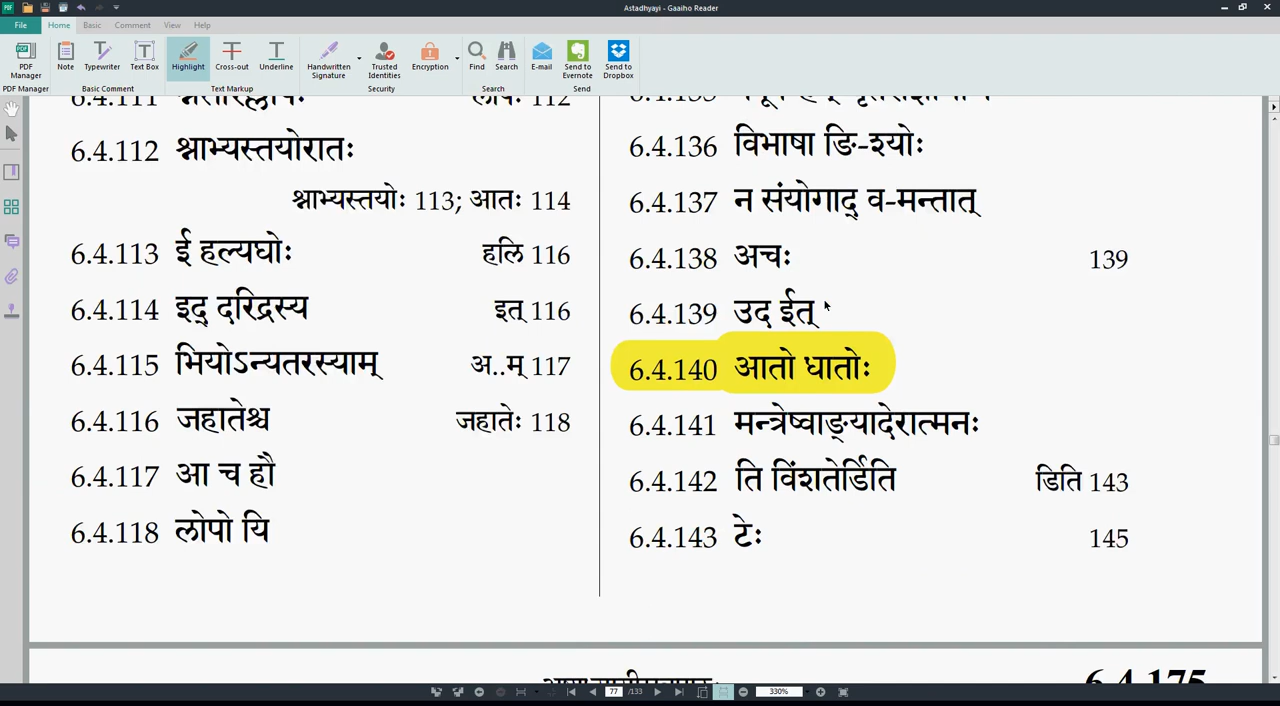 Astadhyayi - Gaaiho Reader
File Home Basic Comment View Help
PDF Manager Note Typewriter Text Box Highlight Cross-out Underline Handwritten Signature Trusted Identities Encryption Find Search E-mail Send to Evernote Send to Dropbox
PDF Manager Basic Comment Text Markup Security Search Send
6.4.112 श्नाभ्यस्तयोरातः
श्नाभ्यस्तयोः 113; आतः 114
6.4.113 ई हल्यघोः हलि 116
6.4.114 इद् दरिद्रस्य इत् 116
6.4.115 भियोऽन्यतरस्याम् अ..म् 117
6.4.116 जहातेश्च जहातेः 118
6.4.117 आ च हौ
6.4.118 लोपो यि
6.4.136 विभाषा ङि-श्योः
6.4.137 न संयोगाद् व-मन्तात्
6.4.138 अचः 139
6.4.139 उद ईत्
6.4.140 आतो धातोः
6.4.141 मन्त्रेष्वाङ्यादेरात्मनः
6.4.142 ति विंशतेर्डिति डिति 143
6.4.143 टेः 145
6.4.175
77 /133 330%